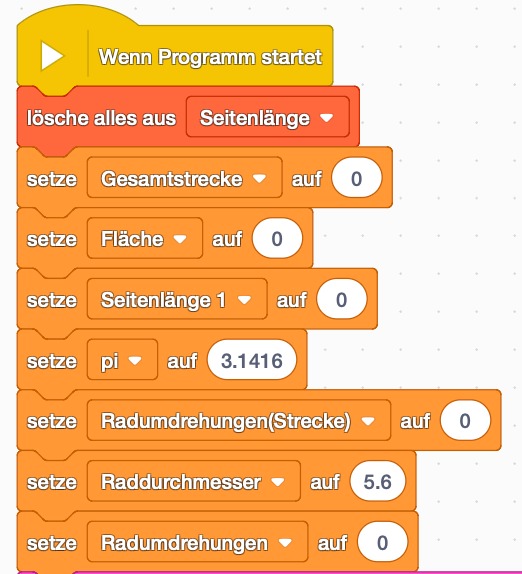 Wenn Programm startet
lösche alles aus Seitenlänge
setze Gesamtstrecke auf 0
setze Fläche auf 0
setze Seitenlänge 1 auf 0
setze pi auf 3.1416
setze Radumdrehungen(Strecke) auf 0
setze Raddurchmesser auf 5.6
setze Radumdrehungen auf 0